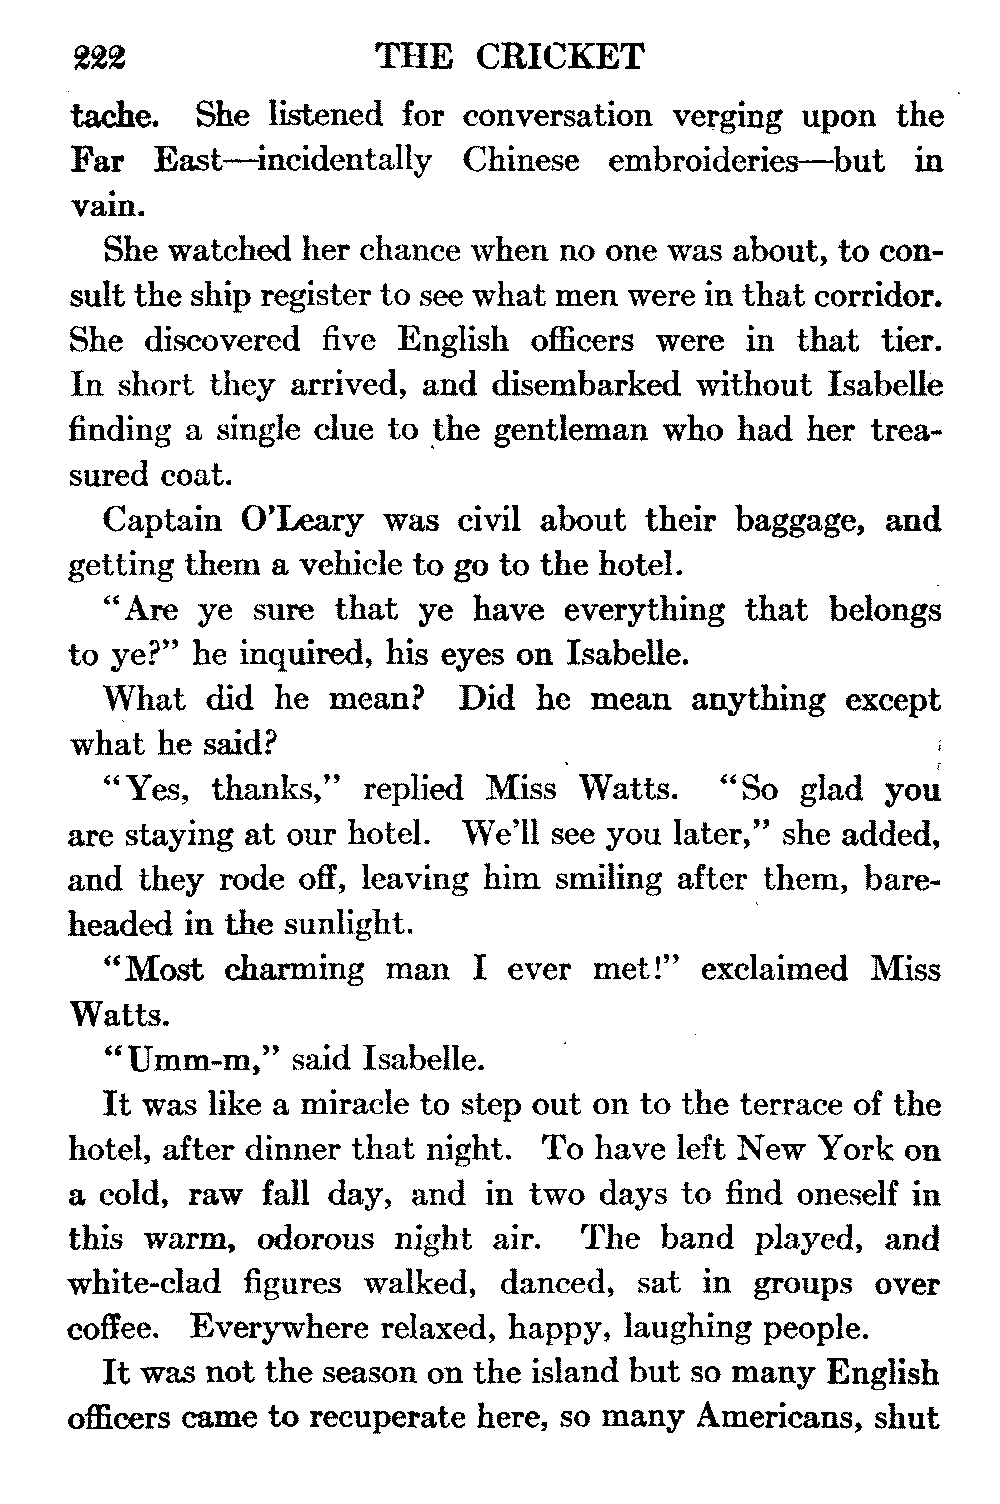 222 THE CRICKET
tache. She listened for conversation verging upon the
Far East—incidentally Chinese embroideries—but in
vain.
She watched her chance when no one was about, to con-
sult the ship register to see what men were in that corridor.
She discovered five English officers were in that tier.
In short they arrived, and disembarked without Isabelle
finding a single clue to the gentleman who had her trea-
sured coat.
Captain O'Leary was civil about their baggage, and
getting them a vehicle to go to the hotel.
"Are ye sure that ye have everything that belongs
to ye?" he inquired, his eyes on Isabelle.
What did he mean? Did he mean anything except
what he said?
"Yes, thanks," replied Miss Watts. "So glad you
are staying at our hotel. We'll see you later," she added,
and they rode off, leaving him smiling after them, bare-
headed in the sunlight.
"Most charming man I ever met!" exclaimed Miss
Watts.
"Umm-m," said Isabelle.
It was like a miracle to step out on to the terrace of the
hotel, after dinner that night. To have left New York on
a cold, raw fall day, and in two days to find oneself in
this warm, odorous night air. The band played, and
white-clad figures walked, danced, sat in groups over
coffee. Everywhere relaxed, happy, laughing people.
It was not the season on the island but so many English
officers came to recuperate here, so many Americans, shut